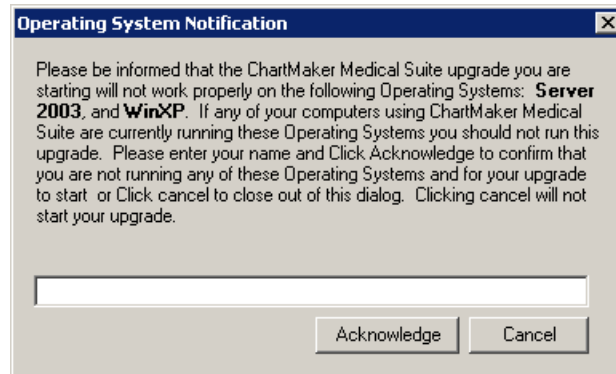 Operating System Notification
Please be informed that the ChartMaker Medical Suite upgrade you are
starting will not work properly on the following Operating Systems: Server
2003, and WinXP. If any of your computers using ChartMaker Medical
Suite are currently running these Operating Systems you should not run this
upgrade. Please enter your name and Click Acknowledge to confirm that
you are not running any of these Operating Systems and for your upgrade
to start or Click cancel to close out of this dialog. Clicking cancel will not
start your upgrade.
Acknowledge Cancel